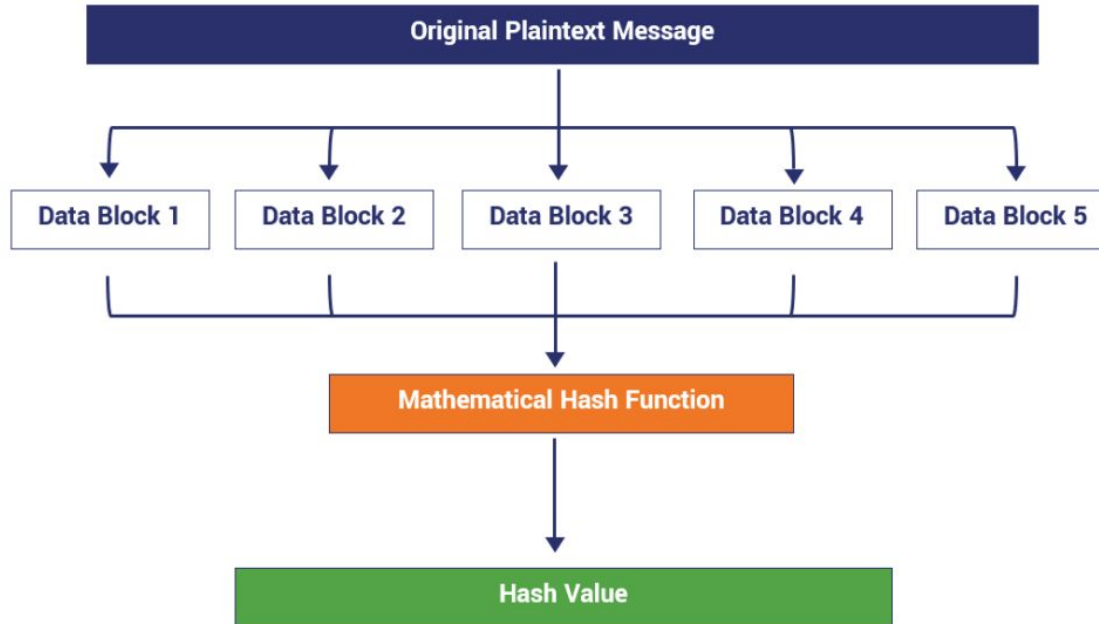 Original Plaintext Message
Data Block 1
Data Block 2
Data Block 3
Data Block 4
Data Block 5
Mathematical Hash Function
Hash Value